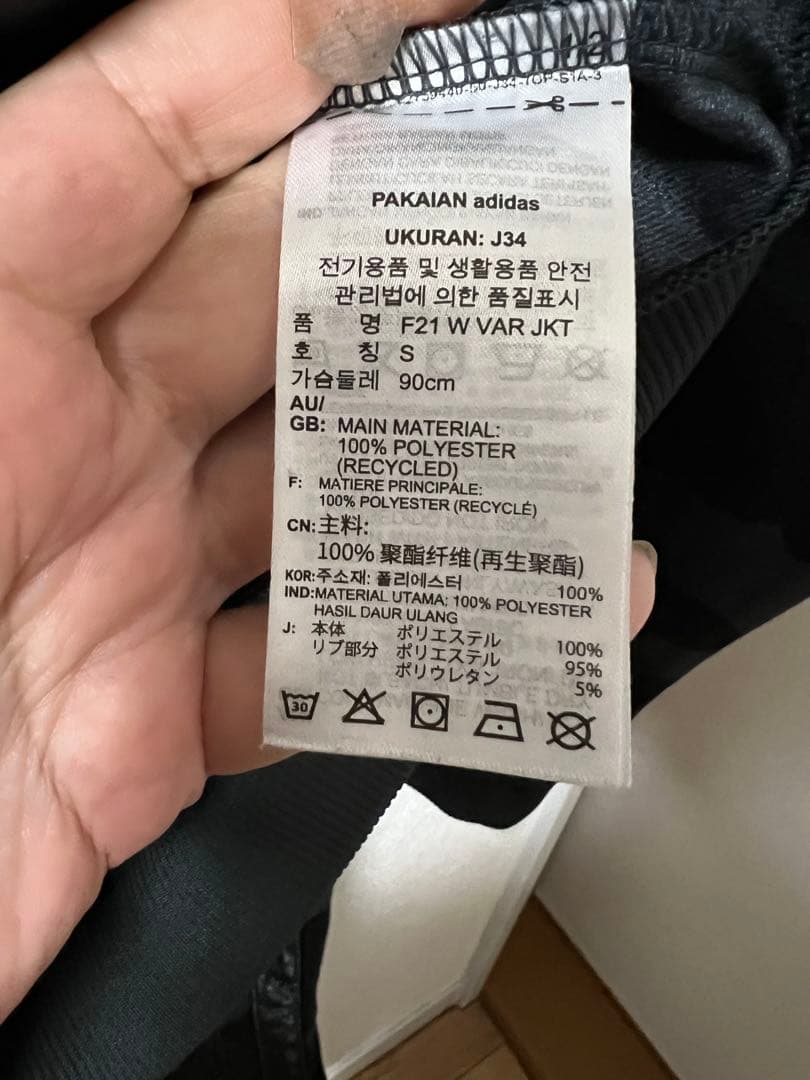 1/2
PAKAIAN adidas
UKURAN: J34
전기용품 및 생활용품 안전
관리법에 의한 품질표시
품 명 F21 W VAR JKT
호 칭 S
가슴둘레 90cm
AU/
GB: MAIN MATERIAL:
100% POLYESTER
(RECYCLED)
F: MATIERE PRINCIPALE:
100% POLYESTER (RECYCLÉ)
CN:主料:
100% 聚酯纤维(再生聚酯)
KOR:주소재: 폴리에스터 100%
IND:MATERIAL UTAMA: 100% POLYESTER
HASIL DAUR ULANG
J: 本体 ポリエステル 100%
リブ部分 ポリエステル 95%
ポリウレタン 5%
30